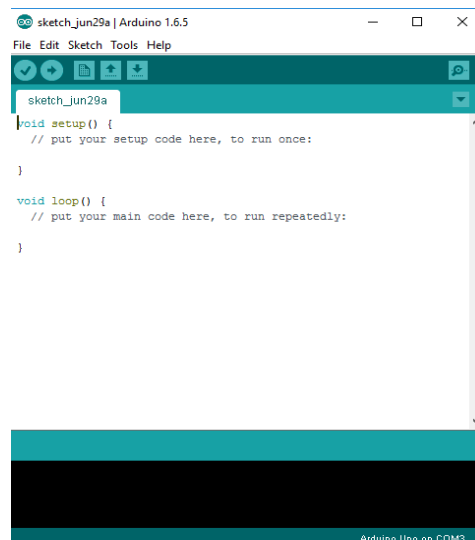 sketch_jun29a | Arduino 1.6.5
File Edit Sketch Tools Help
sketch_jun29a
void setup() {
  // put your setup code here, to run once:
}
void loop() {
  // put your main code here, to run repeatedly:
}
Arduino Uno on COM3